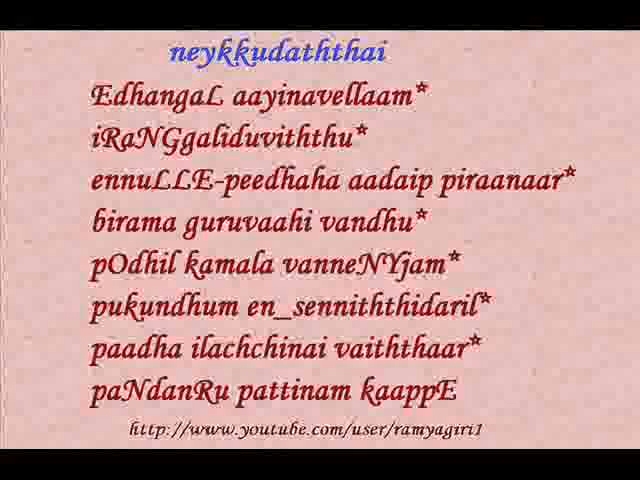 neykkudaththai
EdhangaL aayinavellaam*
iRaNGgaliduviththu*
ennuLLE-peedhaha aadaip piraanaar*
birama guruvaahi vandhu*
pOdhil kamala vanneNYjam*
pukundhum en_senniththidaril*
paadha ilachchinai vaiththaar*
paNdanRu pattinam kaappE
http://www.youtube.com/user/ramyagiri1